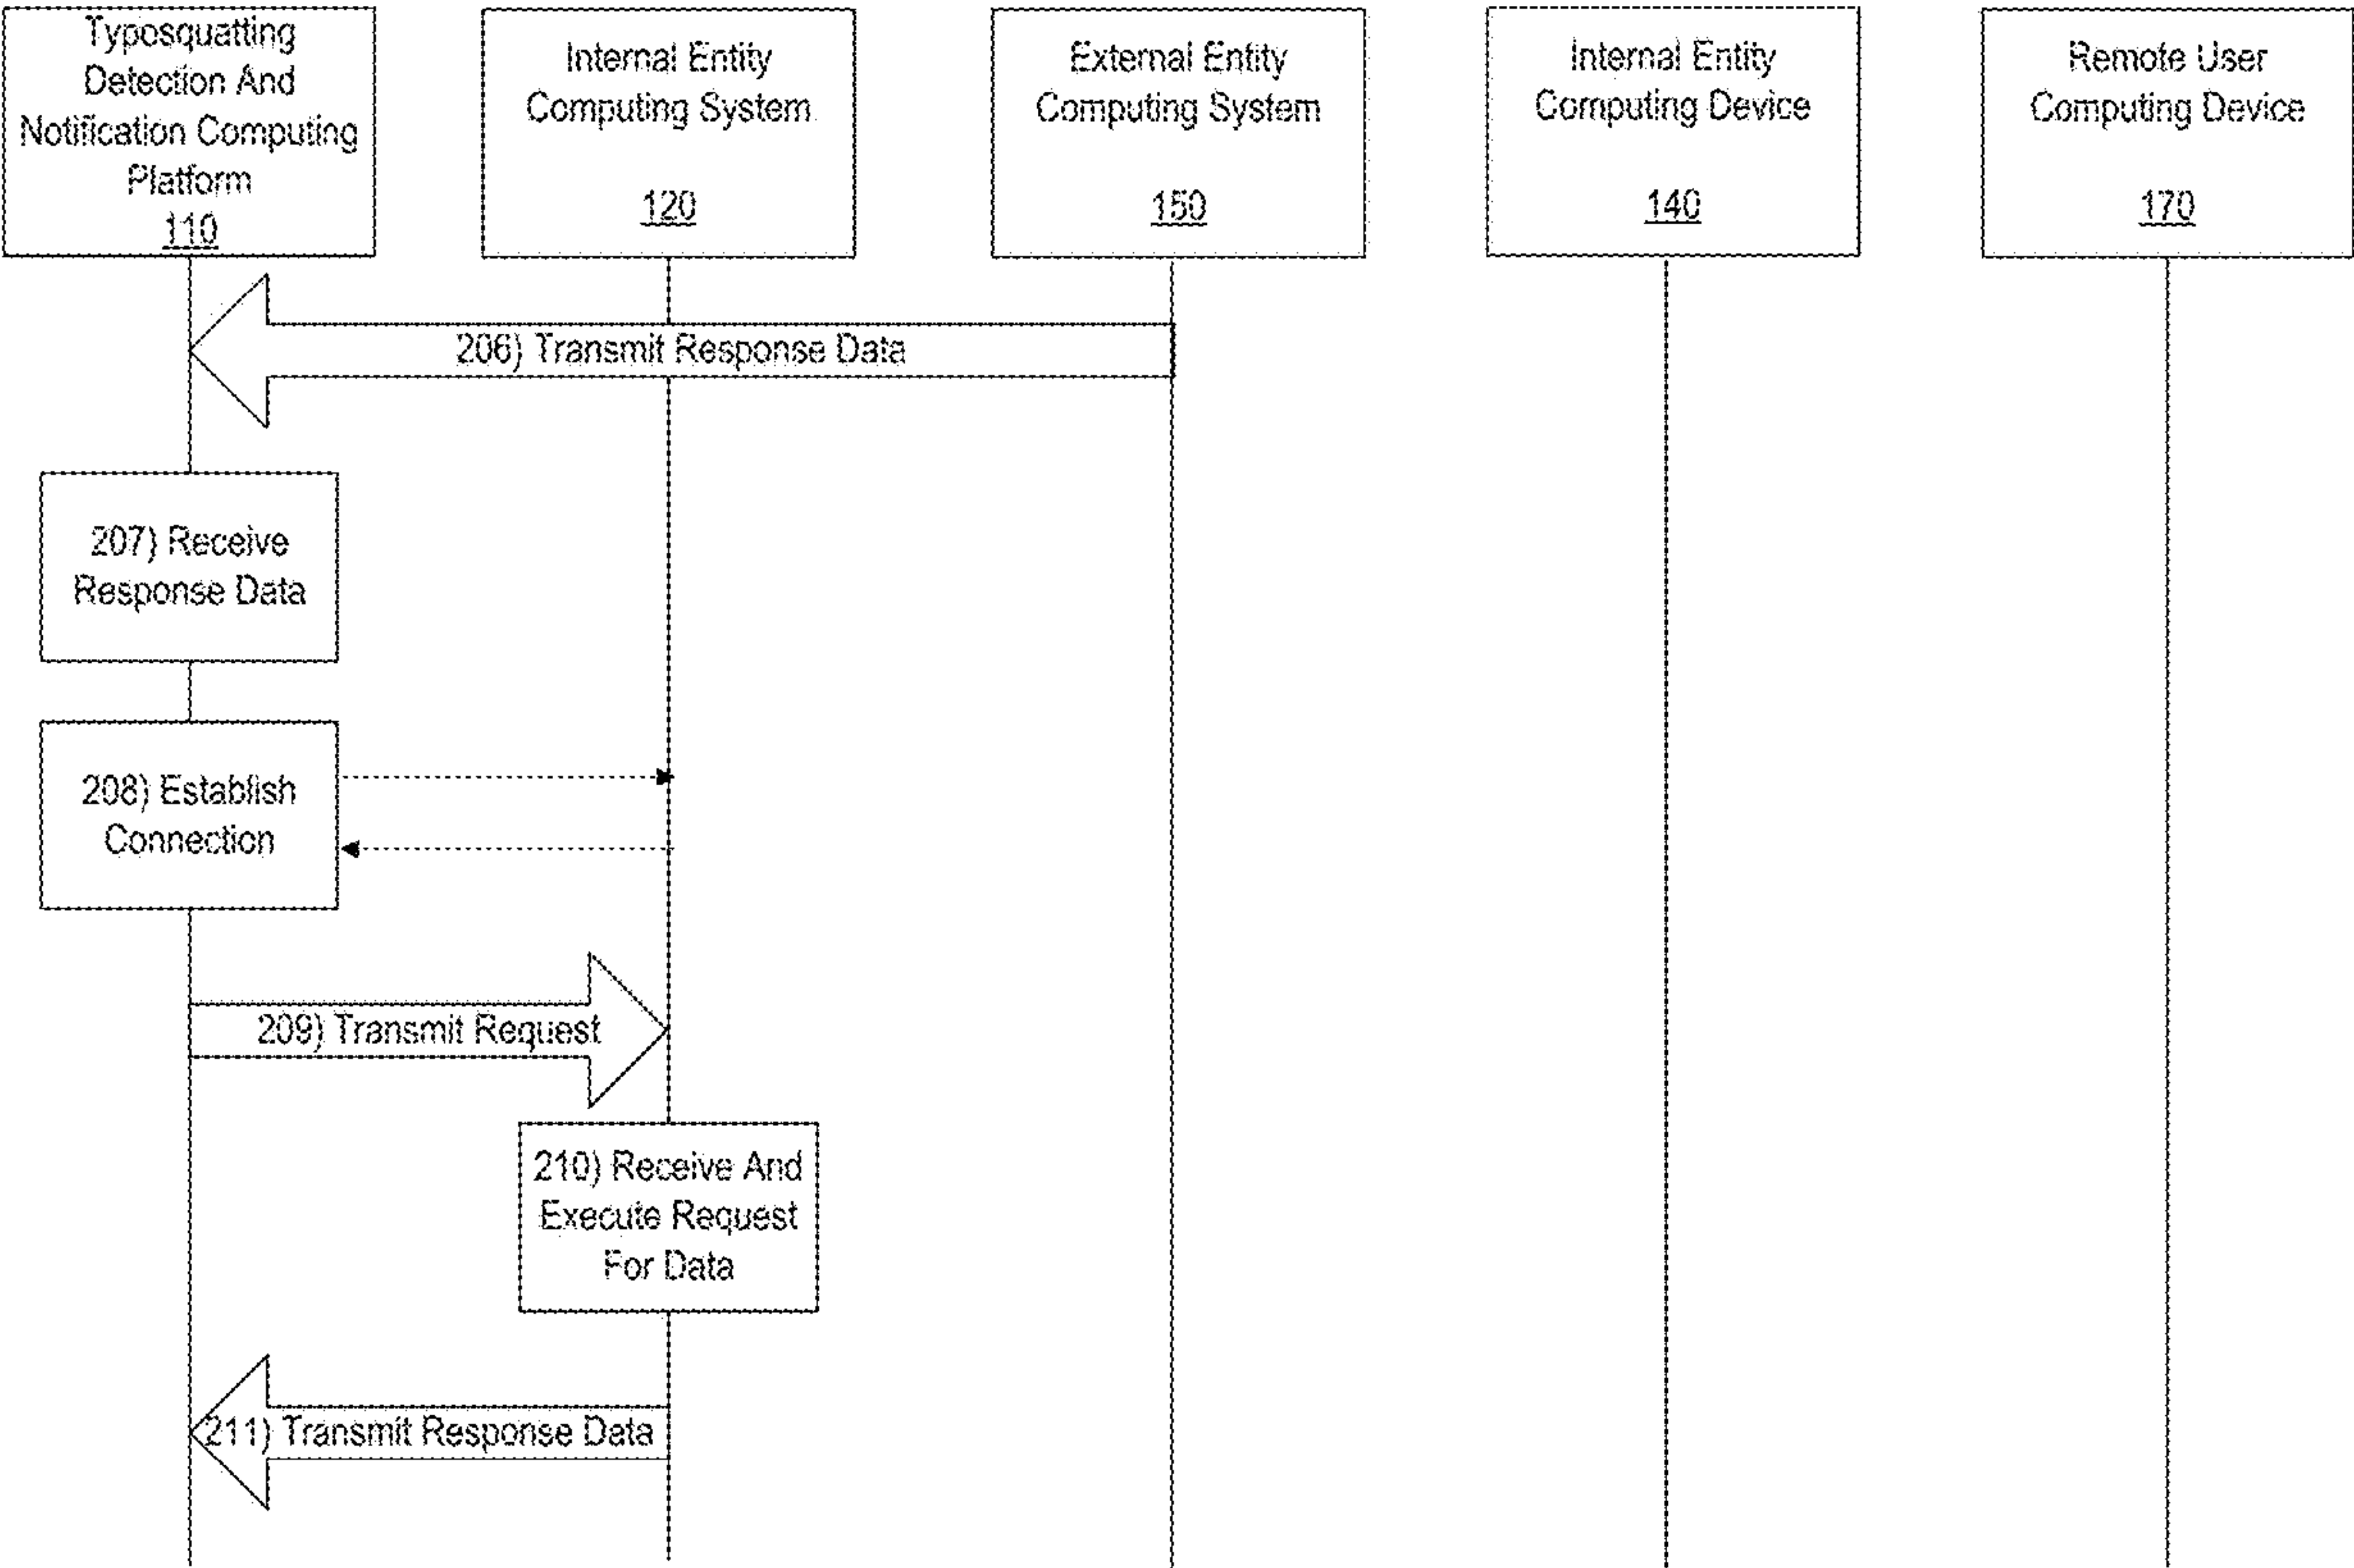 Typosquatting
Detection And
Notification Computing
Platform
110
Internal Entity
Computing System
120
External Entity
Computing System
150
Internal Entity
Computing Device
140
Remote User
Computing Device
170
206) Transmit Response Data
207) Receive
Response Data
208) Establish
Connection
209) Transmit Request
210) Receive And
Execute Request
For Data
211) Transmit Response Data